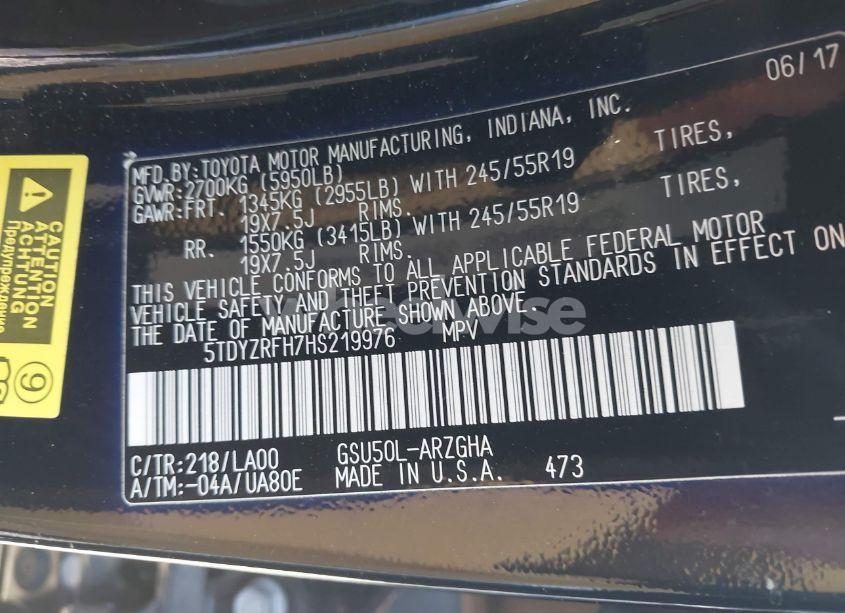 06/17
MFD.BY:TOYOTA MOTOR MANUFACTURING, INDIANA, INC.
GVWR:2700KG (5950LB)
GAWR:FRT. 1345KG (2955LB) WITH 245/55R19 TIRES,
19X7.5J RIMS.
RR. 1550KG (3415LB) WITH 245/55R19 TIRES,
19X7.5J RIMS.
THIS VEHICLE CONFORMS TO ALL APPLICABLE FEDERAL MOTOR
VEHICLE SAFETY AND THEFT PREVENTION STANDARDS IN EFFECT ON
THE DATE OF MANUFACTURE SHOWN ABOVE.
5TDYZRFH7HS219976 MPV
C/TR:218/LA00 GSU50L-ARZGHA
A/TM:-04A/UA80E MADE IN U.S.A. 473
CAUTION
ATTENTION
ACHTUNG
Предупреждение
9